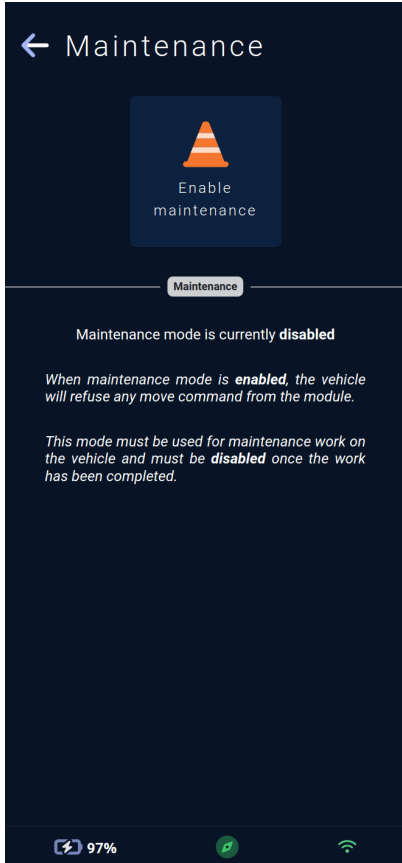 Maintenance
Enable
maintenance
Maintenance
Maintenance mode is currently disabled
When maintenance mode is enabled, the vehicle
will refuse any move command from the module.
This mode must be used for maintenance work on
the vehicle and must be disabled once the work
has been completed.
97%